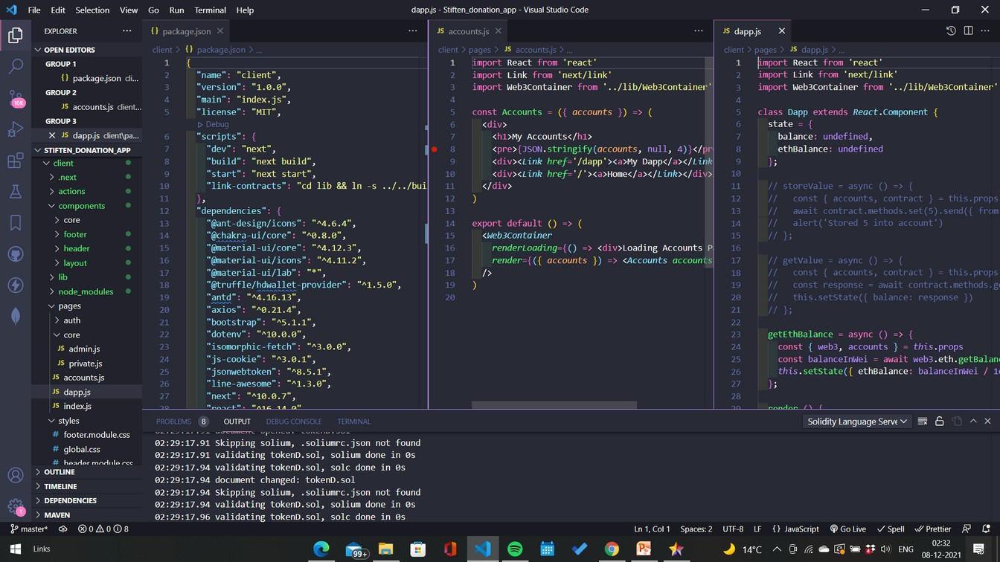 File Edit Selection View Go Run Terminal Help
dapp.js - Stiften_donation_app - Visual Studio Code
EXPLORER
OPEN EDITORS
GROUP 1
{} package.json cli...
GROUP 2
JS accounts.js client...
GROUP 3
JS dapp.js client\pa...
STIFTEN_DONATION_APP
client
.next
actions
components
core
footer
header
layout
lib
node_modules
pages
auth
core
JS admin.js
JS private.js
JS accounts.js
JS dapp.js
JS index.js
styles
# footer.module.css
# global.css
# header.module.css
OUTLINE
TIMELINE
DEPENDENCIES
MAVEN
10K
1
{} package.json
client > {} package.json > ...
1 {
2 "name": "client",
3 "version": "1.0.0",
4 "main": "index.js",
5 "license": "MIT",
Debug
6 "scripts": {
7 "dev": "next",
8 "build": "next build",
9 "start": "next start",
10 "link-contracts": "cd lib && ln -s ../../bui
11 },
12 "dependencies": {
13 "@ant-design/icons": "^4.6.4",
14 "@chakra-ui/core": "^0.8.0",
15 "@material-ui/core": "^4.12.3",
16 "@material-ui/icons": "^4.11.2",
17 "@material-ui/lab": "*",
18 "@truffle/hdwallet-provider": "^1.5.0",
19 "antd": "^4.16.13",
20 "axios": "^0.21.4",
21 "bootstrap": "^5.1.1",
22 "dotenv": "^10.0.0",
23 "isomorphic-fetch": "^3.0.0",
24 "js-cookie": "^3.0.1",
25 "jsonwebtoken": "^8.5.1",
26 "line-awesome": "^1.3.0",
27 "next": "^10.0.7",
28 "react": "^16.14.0",
JS accounts.js
client > pages > JS accounts.js > ...
1 import React from 'react'
2 import Link from 'next/link'
3 import Web3Container from '../lib/Web3Container'
4
5 const Accounts = ({ accounts }) => (
6 <div>
7 <h1>My Accounts</h1>
8 <pre>{JSON.stringify(accounts, null, 4)}</pr
9 <div><Link href='/dapp'><a>My Dapp</a></Link
10 <div><Link href='/'><a>Home</a></Link></div>
11 </div>
12 )
13
14 export default () => (
15 <Web3Container
16 renderLoading={() => <div>Loading Accounts P
17 render={({ accounts }) => <Accounts accounts
18 />
19 )
20
JS dapp.js
client > pages > JS dapp.js > ...
1 import React from 'react'
2 import Link from 'next/link'
3 import Web3Container from '../lib/Web3Container'
4
5 class Dapp extends React.Component {
6 state = {
7 balance: undefined,
8 ethBalance: undefined
9 };
10
11 // storeValue = async () => {
12 // const { accounts, contract } = this.props
13 // await contract.methods.set(5).send({ from
14 // alert('Stored 5 into account')
15 // };
16
17 // getValue = async () => {
18 // const { accounts, contract } = this.props
19 // const response = await contract.methods.ge
20 // this.setState({ balance: response })
21 // };
22
23 getEthBalance = async () => {
24 const { web3, accounts } = this.props
25 const balanceInWei = await web3.eth.getBalan
26 this.setState({ ethBalance: balanceInWei / 1e
27 };
28
29 render () {
PROBLEMS 8 OUTPUT DEBUG CONSOLE TERMINAL
Solidity Language Serve
02:29:17.91 document opened: tokenD.sol
02:29:17.91 Skipping solium, .soliumrc.json not found
02:29:17.91 validating tokenD.sol, solium done in 0s
02:29:17.94 validating tokenD.sol, solc done in 0s
02:29:17.94 document changed: tokenD.sol
02:29:17.94 Skipping solium, .soliumrc.json not found
02:29:17.94 validating tokenD.sol, solium done in 0s
02:29:17.96 validating tokenD.sol, solc done in 0s
master* 0 0 8
Ln 1, Col 1 Spaces: 2 UTF-8 LF {} JavaScript Go Live Spell Prettier
Links
99+
14°C
ENG
02:32
08-12-2021